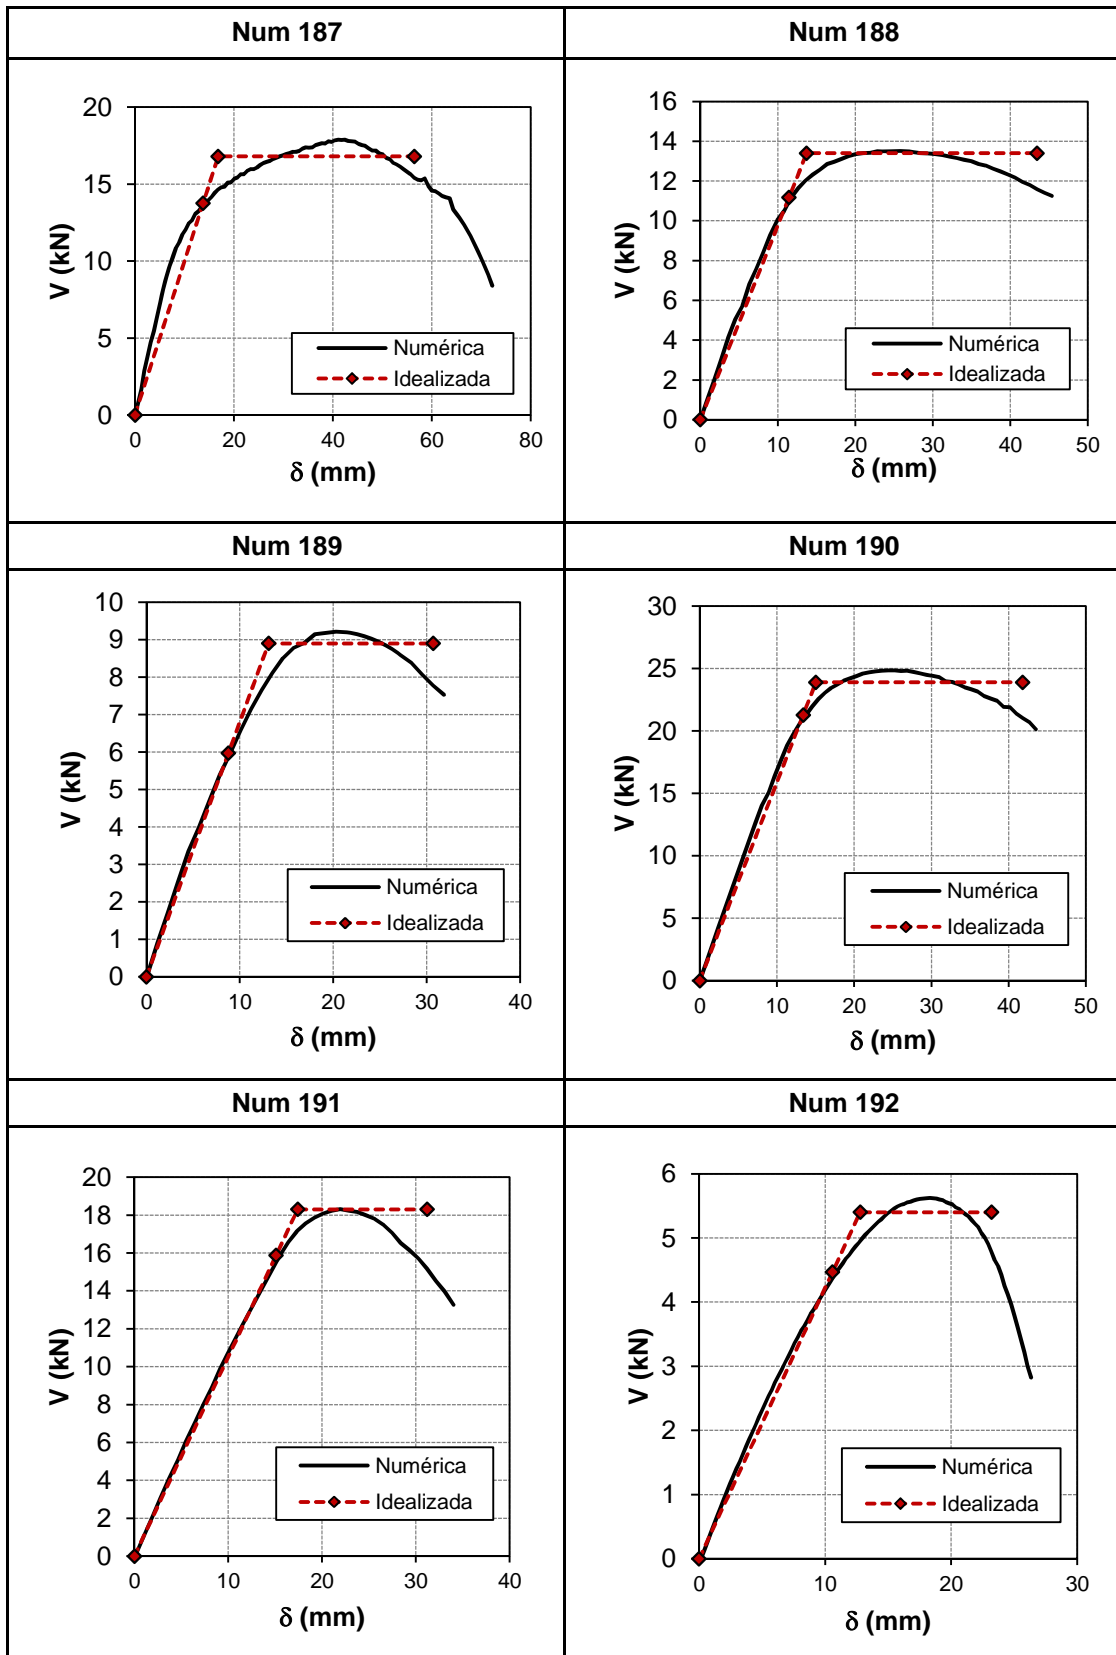 Num 187
Num 188
20
15
10
5
0
0 20 40 60 80
V (kN)
δ (mm)
Numérica
Idealizada
16
14
12
10
8
6
4
2
0
0 10 20 30 40 50
V (kN)
δ (mm)
Numérica
Idealizada
Num 189
Num 190
10
9
8
7
6
5
4
3
2
1
0
0 10 20 30 40
V (kN)
δ (mm)
Numérica
Idealizada
30
25
20
15
10
5
0
0 10 20 30 40 50
V (kN)
δ (mm)
Numérica
Idealizada
Num 191
Num 192
20
18
16
14
12
10
8
6
4
2
0
0 10 20 30 40
V (kN)
δ (mm)
Numérica
Idealizada
6
5
4
3
2
1
0
0 10 20 30
V (kN)
δ (mm)
Numérica
Idealizada